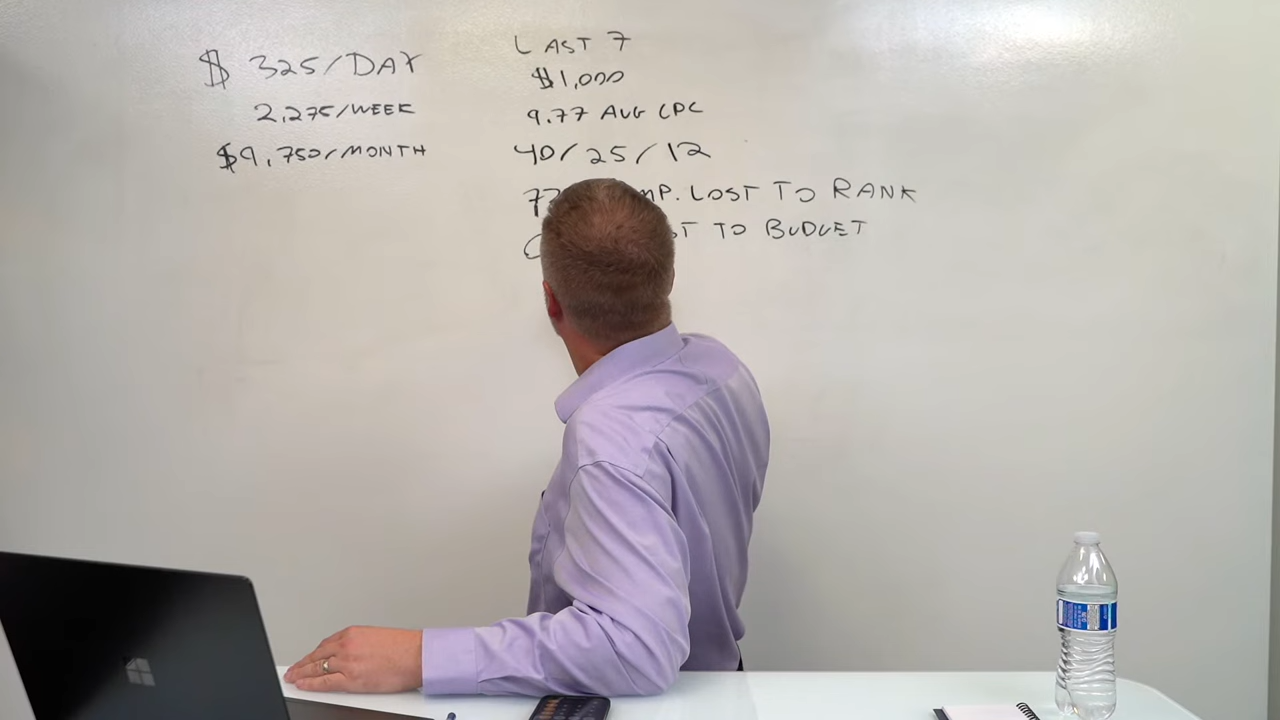 $ 325/DAY
2,275/WEEK
$9,750/MONTH
LAST 7
$1,000
9.77 AVG CPC
40/25/12
LOST TO RANK
TO BUDGET